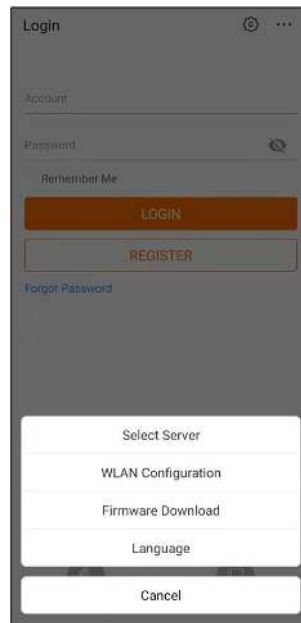 Login
Account
Password
Remember Me
LOGIN
REGISTER
Forgot Password
Select Server
WLAN Configuration
Firmware Download
Language
Cancel